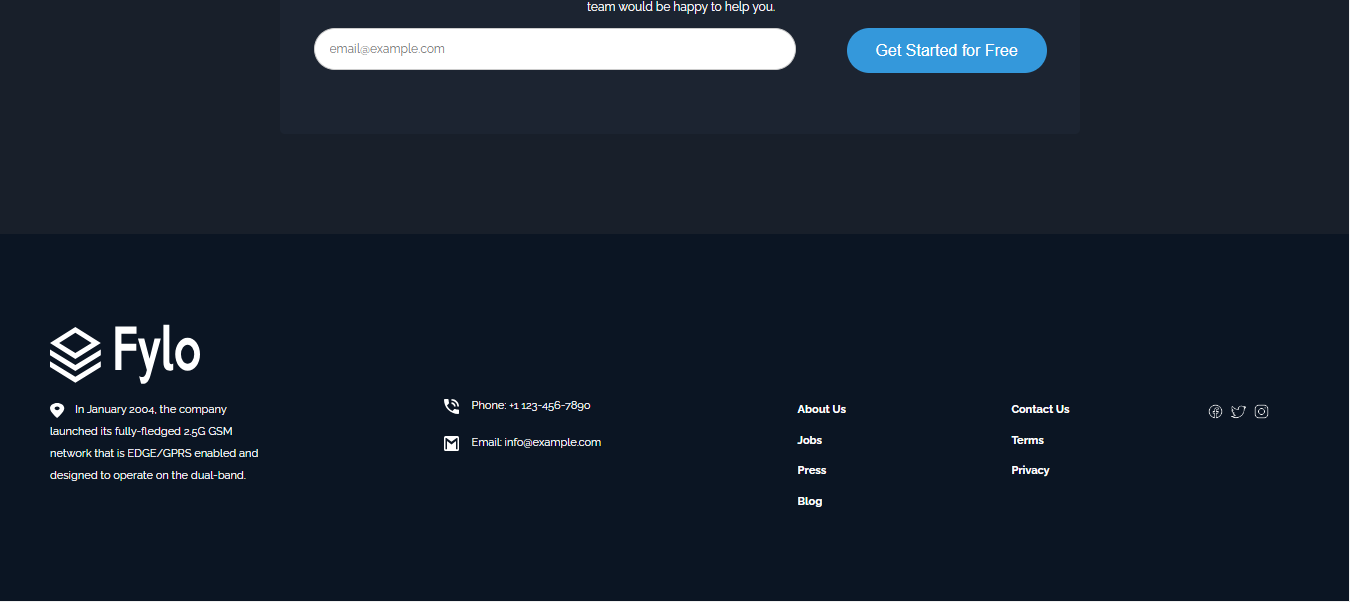 team would be happy to help you.
email@example.com
Get Started for Free
Fylo
In January 2004, the company
launched its fully-fledged 2.5G GSM
network that is EDGE/GPRS enabled and
designed to operate on the dual-band.
Phone: +1 123-456-7890
Email: info@example.com
About Us
Jobs
Press
Blog
Contact Us
Terms
Privacy